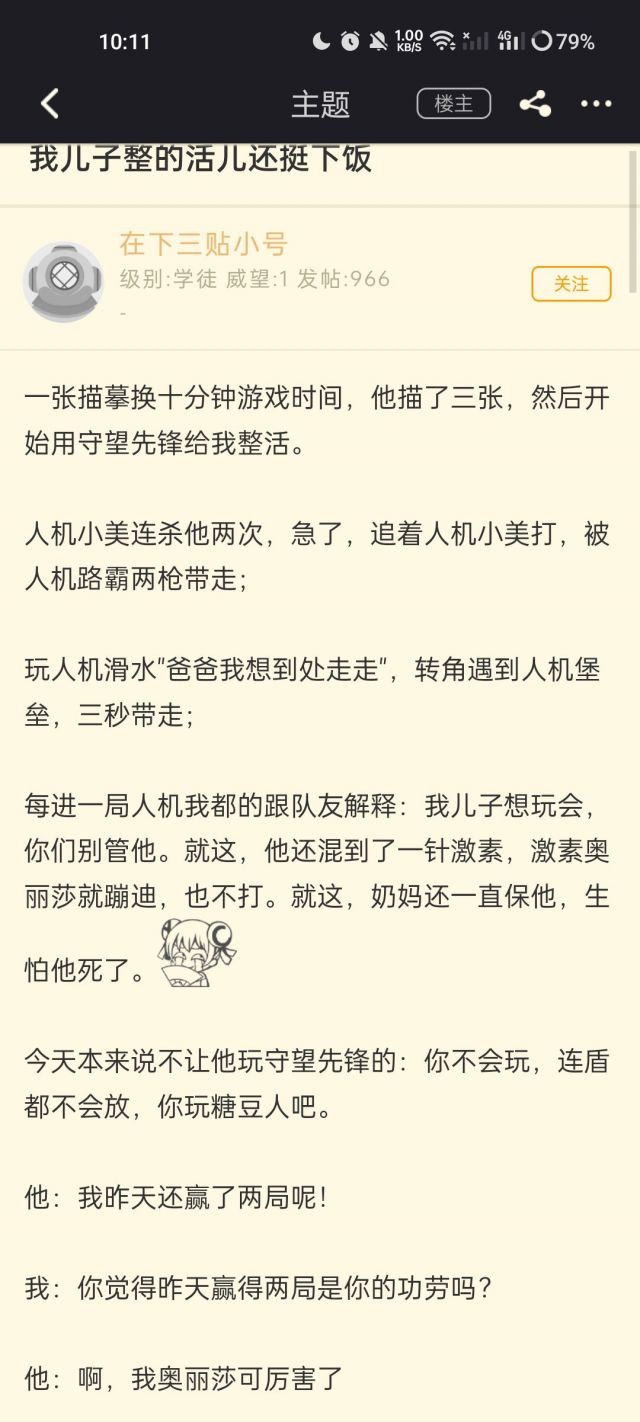 10:11
1.00 KB/S
4G
79%
主题
楼主
我儿子整的活儿还挺下饭
在下三贴小号
级别:学徒 威望:1 发帖:966
-
关注
一张描摹换十分钟游戏时间，他描了三张，然后开
始用守望先锋给我整活。
人机小美连杀他两次，急了，追着人机小美打，被
人机路霸两枪带走；
玩人机滑水"爸爸我想到处走走"，转角遇到人机堡
垒，三秒带走；
每进一局人机我都的跟队友解释：我儿子想玩会，
你们别管他。就这，他还混到了一针激素，激素奥
丽莎就蹦迪，也不打。就这，奶妈还一直保他，生
怕他死了。
今天本来说不让他玩守望先锋的：你不会玩，连盾
都不会放，你玩糖豆人吧。
他：我昨天还赢了两局呢！
我：你觉得昨天赢得两局是你的功劳吗？
他：啊，我奥丽莎可厉害了